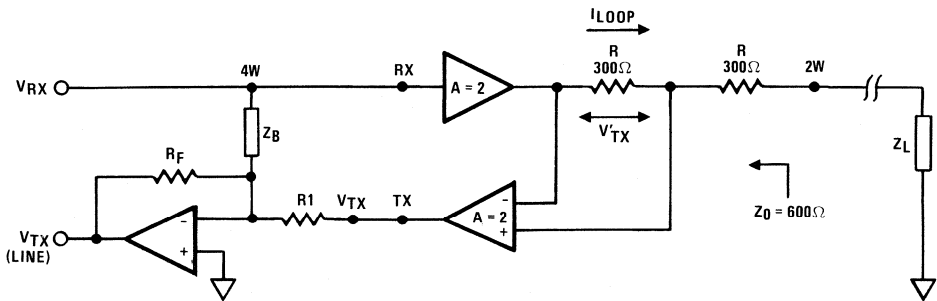 I LOOP
R
300Ω
R
300Ω
VRX
4W
RX
A = 2
2W
ZB
V'TX
ZL
RF
R1
VTX
TX
-
A = 2
+
Z0 = 600Ω
-
+
VTX
(LINE)